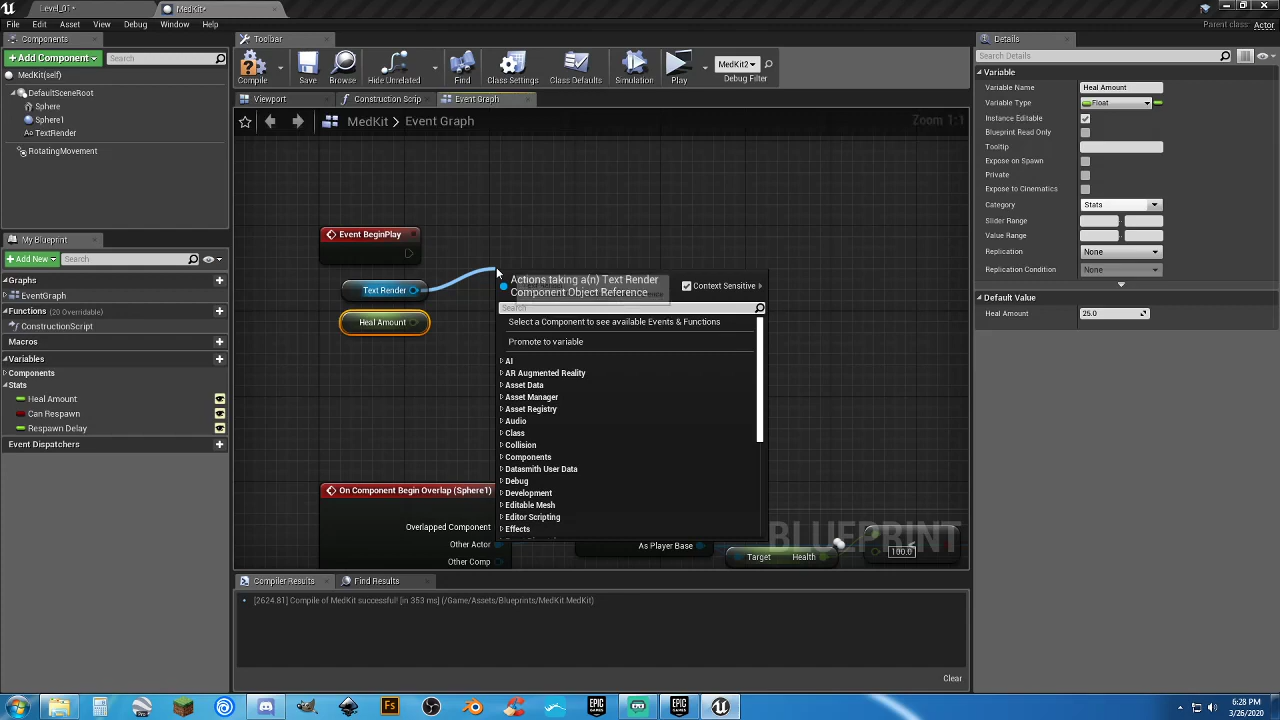 Level_01*
MedKit*
File Edit Asset View Debug Window Help
Parent class: Actor
Components
+Add Component
Search
MedKit(self)
DefaultSceneRoot
Sphere
Sphere1
TextRender
RotatingMovement
My Blueprint
+Add New
Search
Graphs
EventGraph
Functions (20 Overridable)
ConstructionScript
Macros
Variables
Components
Stats
Heal Amount
Can Respawn
Respawn Delay
Event Dispatchers
Toolbar
Compile
Save
Browse
Hide Unrelated
Find
Class Settings
Class Defaults
Simulation
Play
MedKit2
Debug Filter
Viewport
Construction Scrip
Event Graph
MedKit > Event Graph
Zoom 1:1
Event BeginPlay
Text Render
Heal Amount
Actions taking a(n) Text Render
Component Object Reference
Context Sensitive
Search
Select a Component to see available Events & Functions
Promote to variable
AI
AR Augmented Reality
Asset Data
Asset Manager
Asset Registry
Audio
Class
Collision
Components
Datasmith User Data
Debug
Development
Editable Mesh
Editor Scripting
Effects
On Component Begin Overlap (Sphere1)
Overlapped Component
Other Actor
Other Comp
As Player Base
Target Health
100.0
BLUEPRINT
Compiler Results
Find Results
[2624.81] Compile of MedKit successful! [in 353 ms] (/Game/Assets/Blueprints/MedKit.MedKit)
Clear
Details
Search Details
Variable
Variable Name Heal Amount
Variable Type Float
Instance Editable
Blueprint Read Only
Tooltip
Expose on Spawn
Private
Expose to Cinematics
Category Stats
Slider Range
Value Range
Replication None
Replication Condition None
Default Value
Heal Amount 25.0
Pro
Fs
EPIC GAMES
EPIC GAMES
6:28 PM
3/26/2020